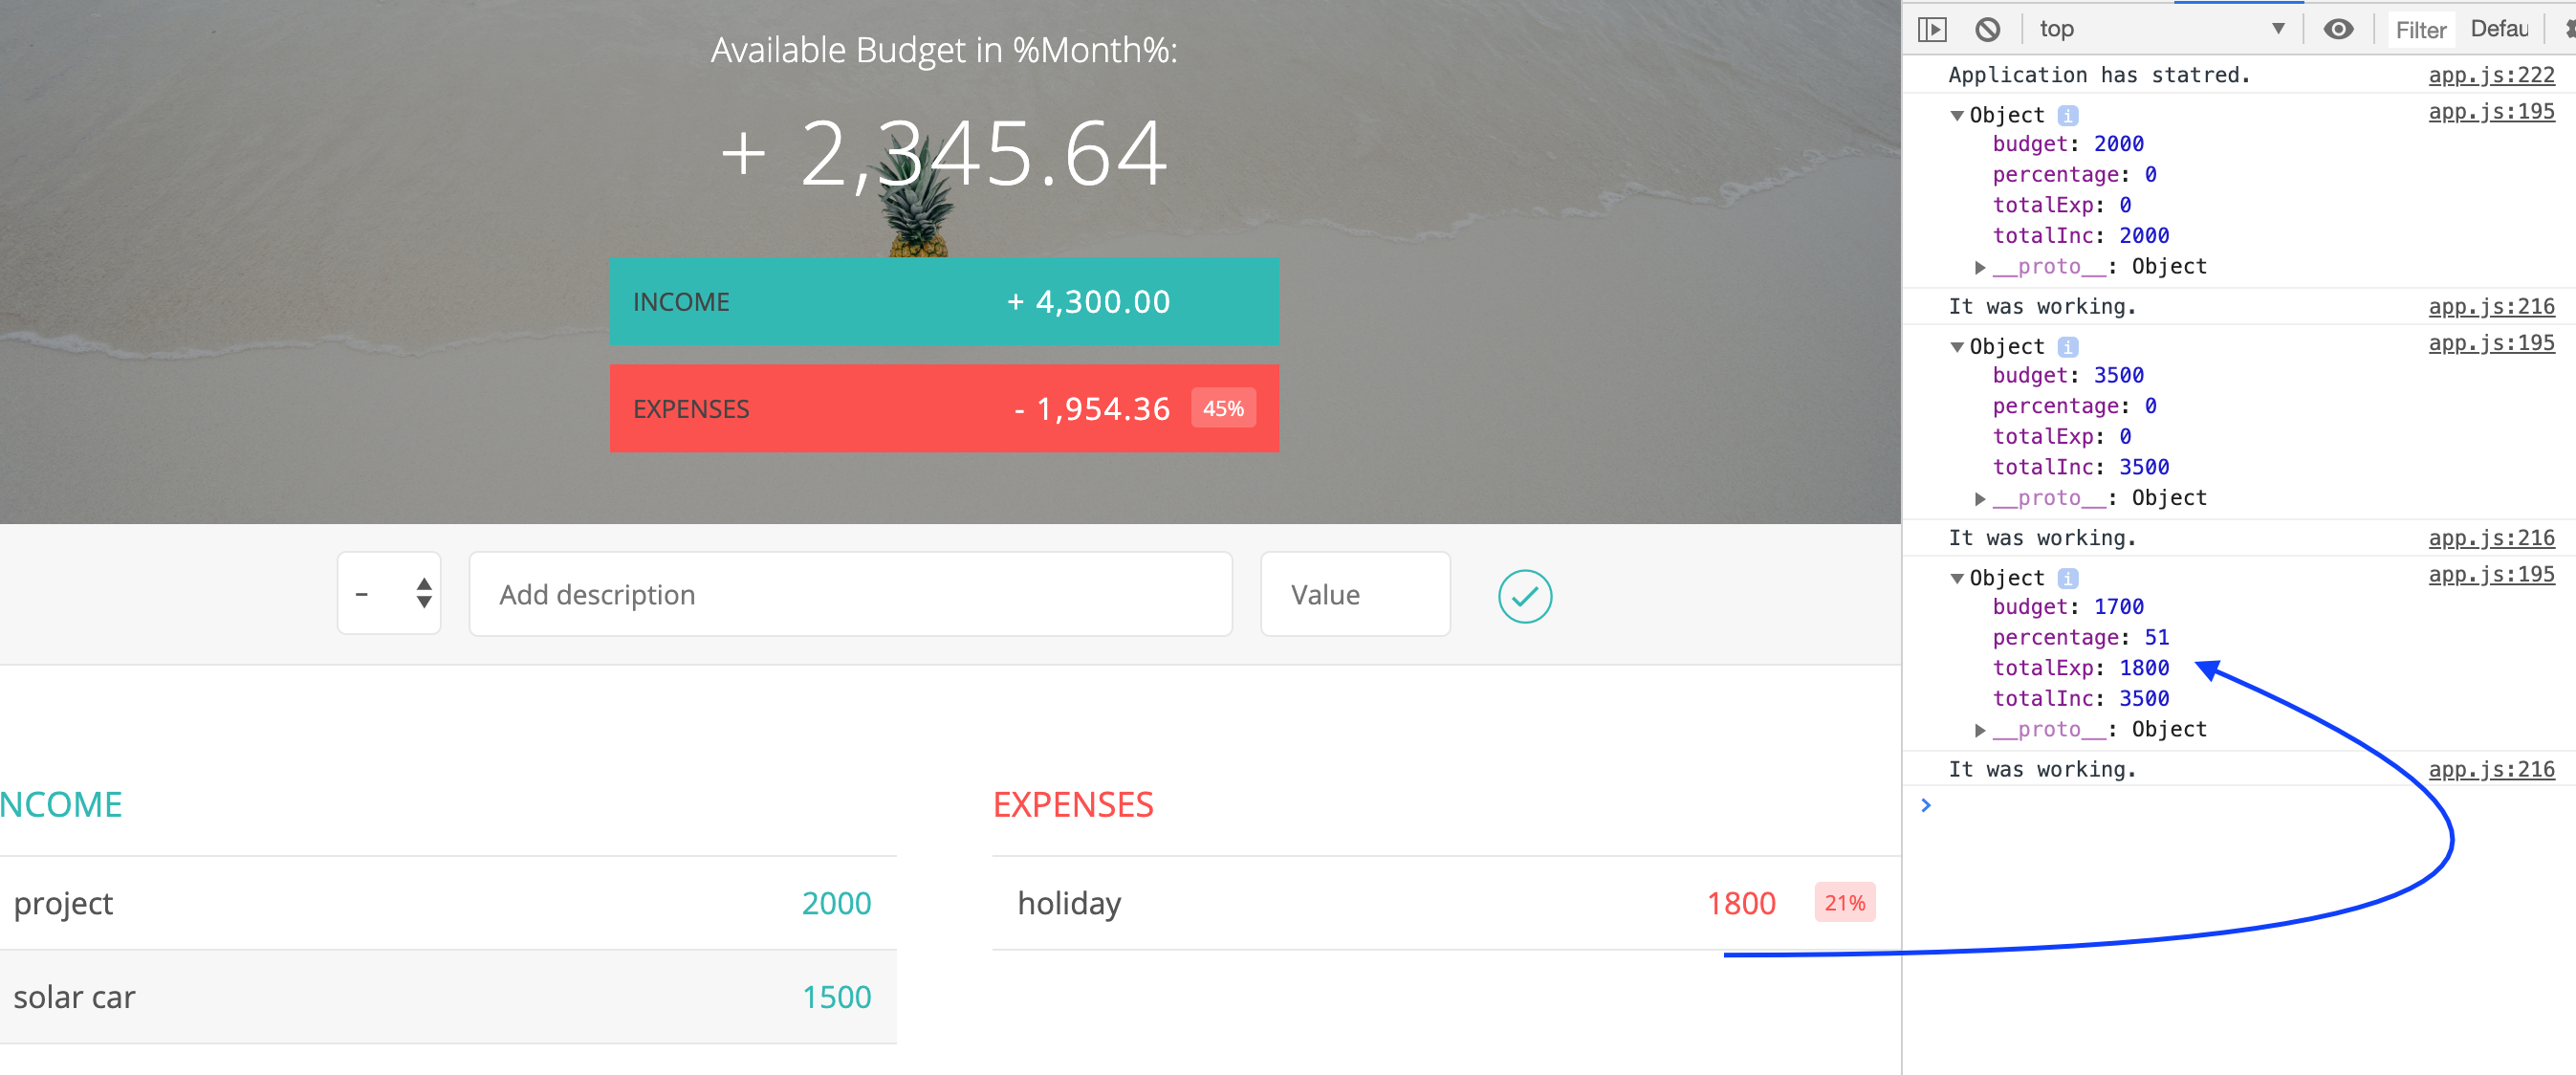 Available Budget in %Month%:
+ 2,345.64
INCOME + 4,300.00
EXPENSES - 1,954.36 45%
- Add description Value
NCOME
project 2000
solar car 1500
EXPENSES
holiday 1800 21%
top Filter Defau
Application has statred. app.js:222
Object i app.js:195
budget: 2000
percentage: 0
totalExp: 0
totalInc: 2000
__proto__: Object
It was working. app.js:216
Object i app.js:195
budget: 3500
percentage: 0
totalExp: 0
totalInc: 3500
__proto__: Object
It was working. app.js:216
Object i app.js:195
budget: 1700
percentage: 51
totalExp: 1800
totalInc: 3500
__proto__: Object
It was working. app.js:216